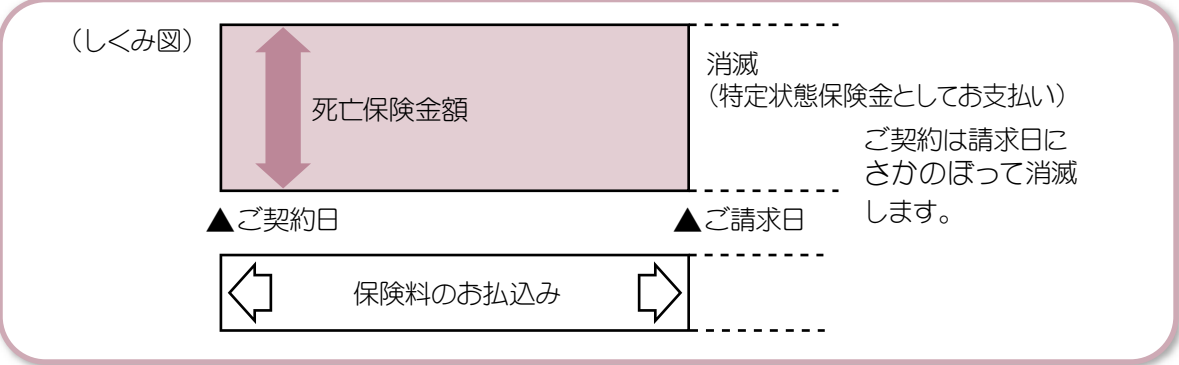 （しくみ図）
死亡保険金額
消滅
（特定状態保険金としてお支払い）
ご契約は請求日に
さかのぼって消滅
します。
▲ご契約日
▲ご請求日
保険料のお払込み